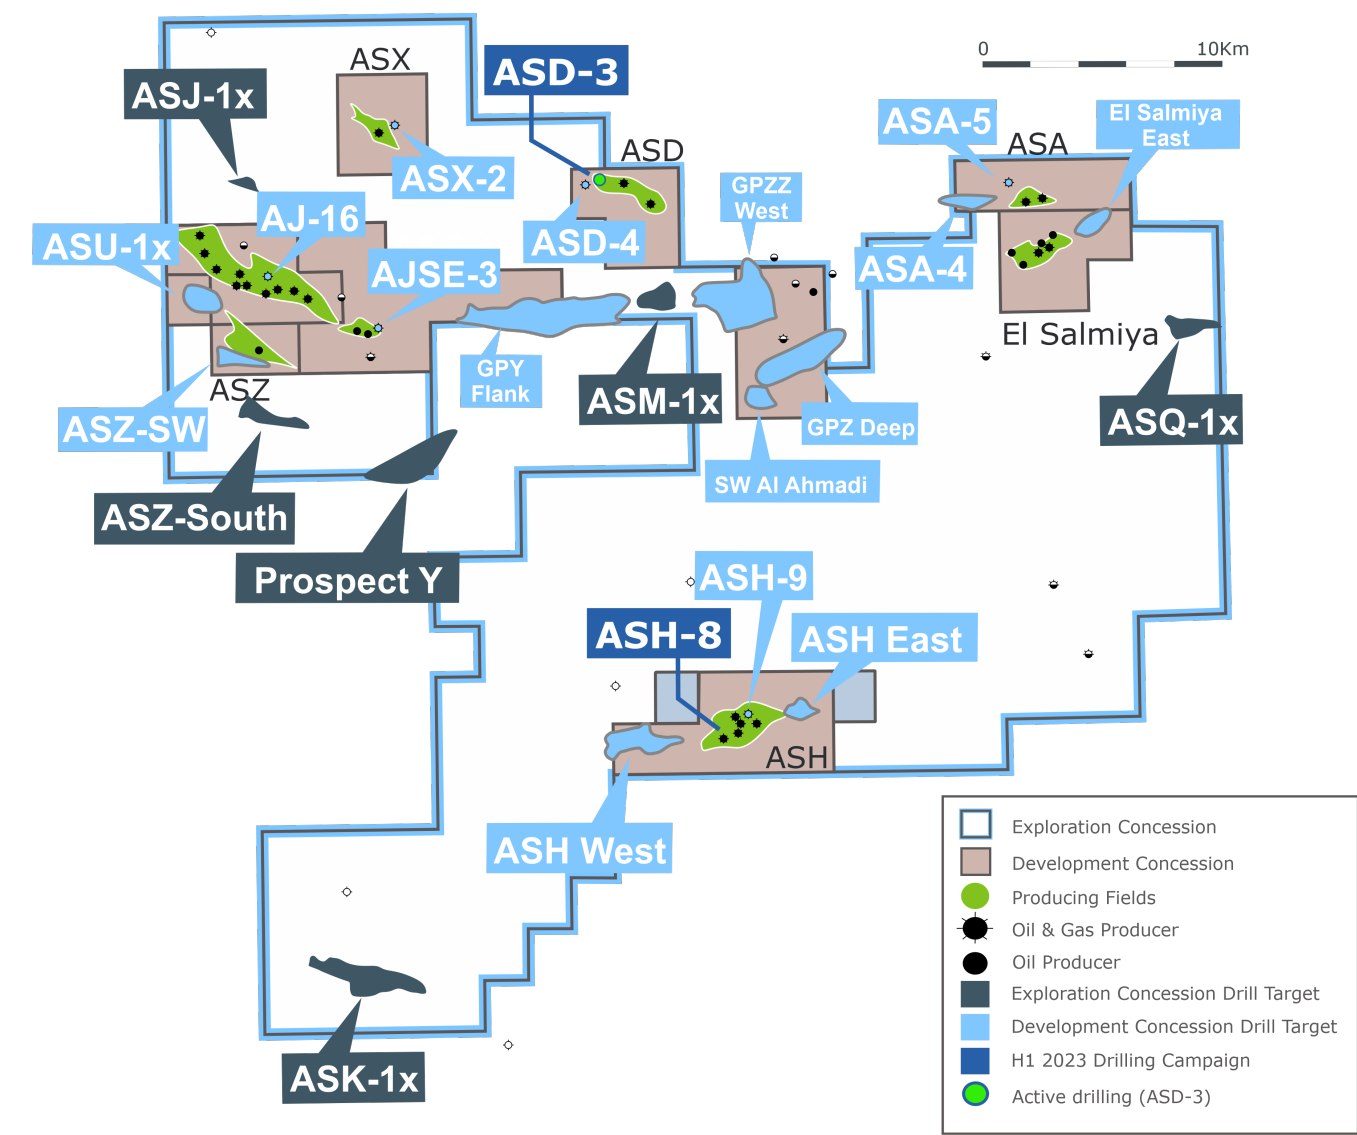 ASX
ASD-3
0
10Km
ASJ-1x
ASA-5
El Salmiya
East
ASD
ASA
ASX-2
GPZZ
West
AJ-16
ASU-1x
ASD-4
AJSE-3
ASA-4
El Salmiya
GPY
Flank
ASZ
ASM-1x
ASZ-SW
GPZ Deep
ASQ-1x
SW Al Ahmadi
ASZ-South
Prospect Y
ASH-9
ASH-8
ASH East
ASH
ASH West
ASK-1x
Exploration Concession
Development Concession
Producing Fields
Oil & Gas Producer
Oil Producer
Exploration Concession Drill Target
Development Concession Drill Target
H1 2023 Drilling Campaign
Active drilling (ASD-3)